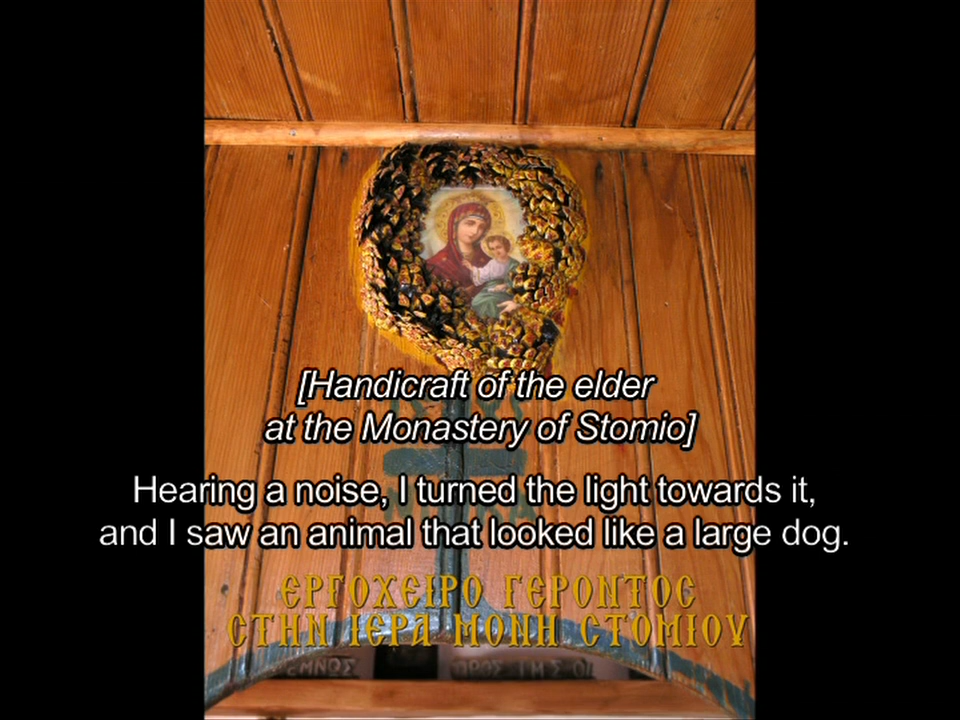 [Handicraft of the elder
at the Monastery of Stomio]
Hearing a noise, I turned the light towards it,
and I saw an animal that looked like a large dog.
ΕΡΓΟΧΕΙΡΟ ΓΕΡΟΝΤΟΣ
ΣΤΗΝ ΙΕΡΑ ΜΟΝΗ ΣΤΟΜΙΟΥ